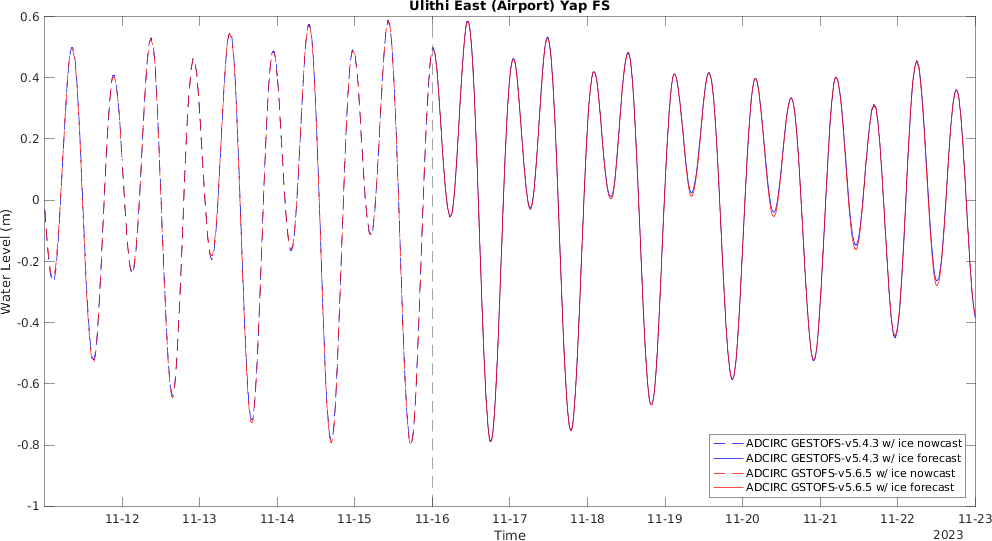 Ulithi East (Airport) Yap FS
Water Level (m)
0.6
0.4
0.2
0
-0.2
-0.4
-0.6
-0.8
-1
ADCIRC GESTOFS-v5.4.3 w/ ice nowcast
ADCIRC GESTOFS-v5.4.3 w/ ice forecast
ADCIRC GSTOFS-v5.6.5 w/ ice nowcast
ADCIRC GSTOFS-v5.6.5 w/ ice forecast
11-12 11-13 11-14 11-15 11-16 11-17 11-18 11-19 11-20 11-21 11-22 11-23
Time
2023